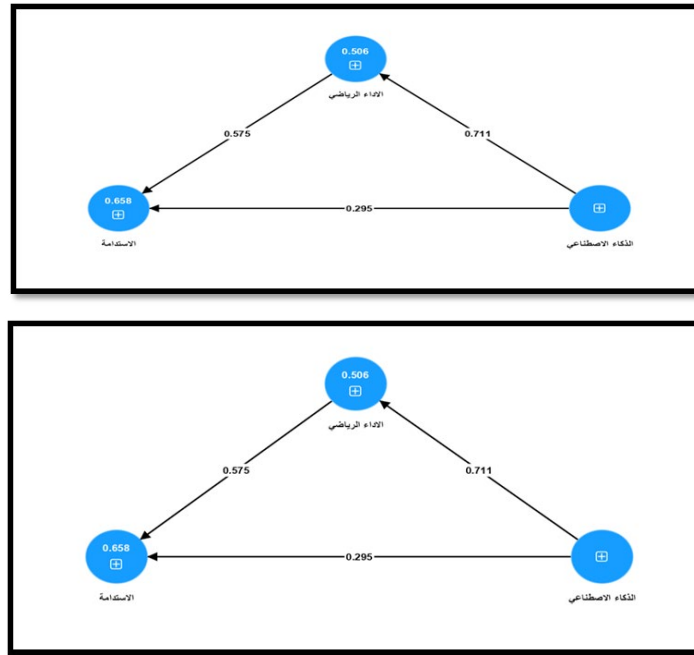 0.506
الاداء الرياضي
0.575
0.711
0.658
0.295
الاستدامة
الذكاء الاصطناعي
0.506
الاداء الرياضي
0.575
0.711
0.658
0.295
الاستدامة
الذكاء الاصطناعي